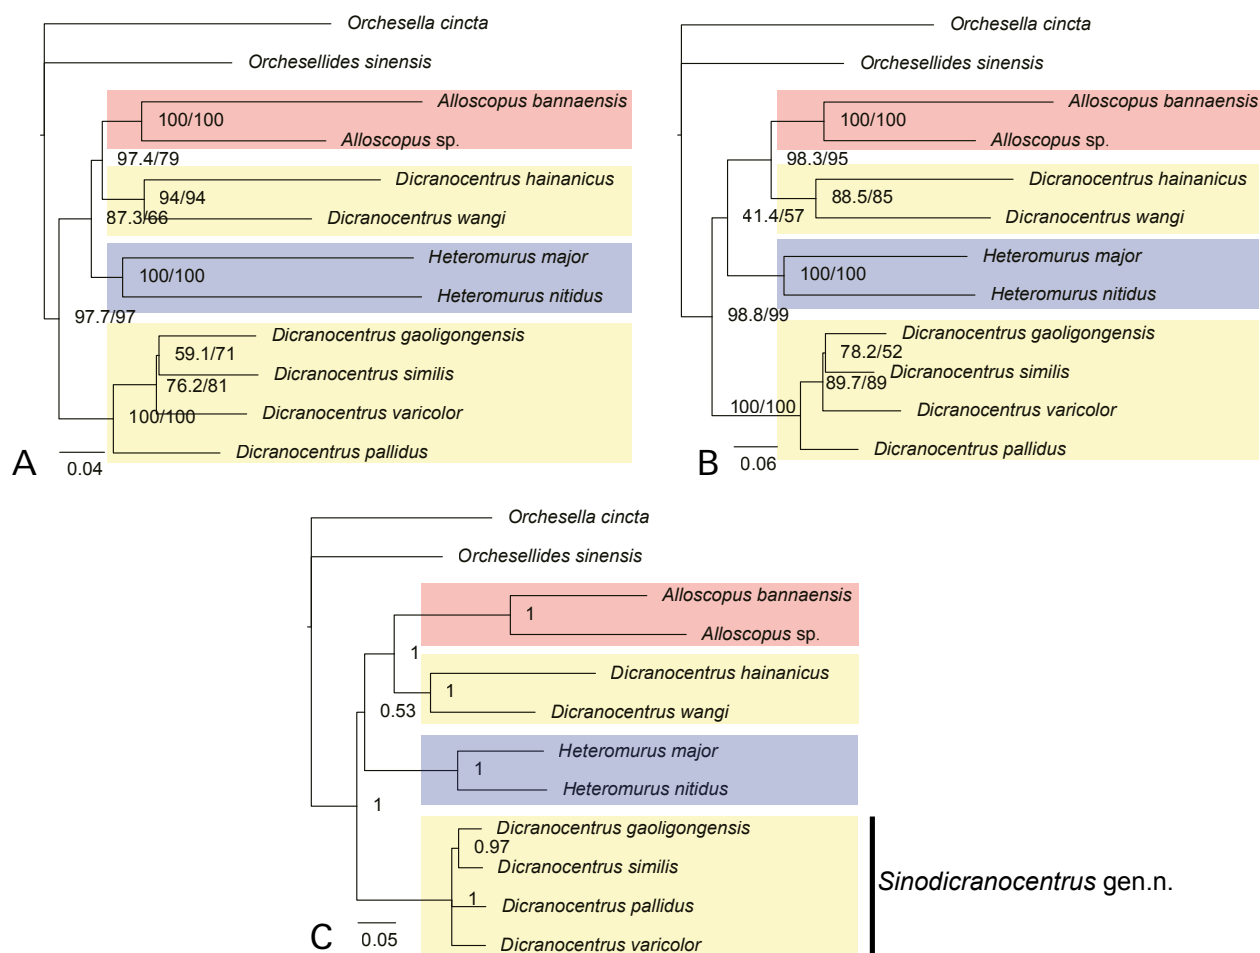 Orchesella cincta
Orchesellides sinensis
Alloscopus bannaensis
100/100
Alloscopus sp.
97.4/79
Dicranocentrus hainanicus
94/94
87.3/66
Dicranocentrus wangi
Heteromurus major
100/100
Heteromurus nitidus
97.7/97
Dicranocentrus gaoligongensis
59.1/71
Dicranocentrus similis
76.2/81
Dicranocentrus varicolor
100/100
Dicranocentrus pallidus
A
0.04
Orchesella cincta
Orchesellides sinensis
Alloscopus bannaensis
100/100
Alloscopus sp.
98.3/95
Dicranocentrus hainanicus
88.5/85
41.4/57
Dicranocentrus wangi
Heteromurus major
100/100
Heteromurus nitidus
98.8/99
Dicranocentrus gaoligongensis
78.2/52
Dicranocentrus similis
89.7/89
100/100
Dicranocentrus varicolor
Dicranocentrus pallidus
B
0.06
Orchesella cincta
Orchesellides sinensis
Alloscopus bannaensis
1
Alloscopus sp.
1
Dicranocentrus hainanicus
1
0.53
Dicranocentrus wangi
Heteromurus major
1
Heteromurus nitidus
1
Dicranocentrus gaoligongensis
0.97
Dicranocentrus similis
Sinodicranocentrus gen.n.
1
Dicranocentrus pallidus
Dicranocentrus varicolor
C
0.05